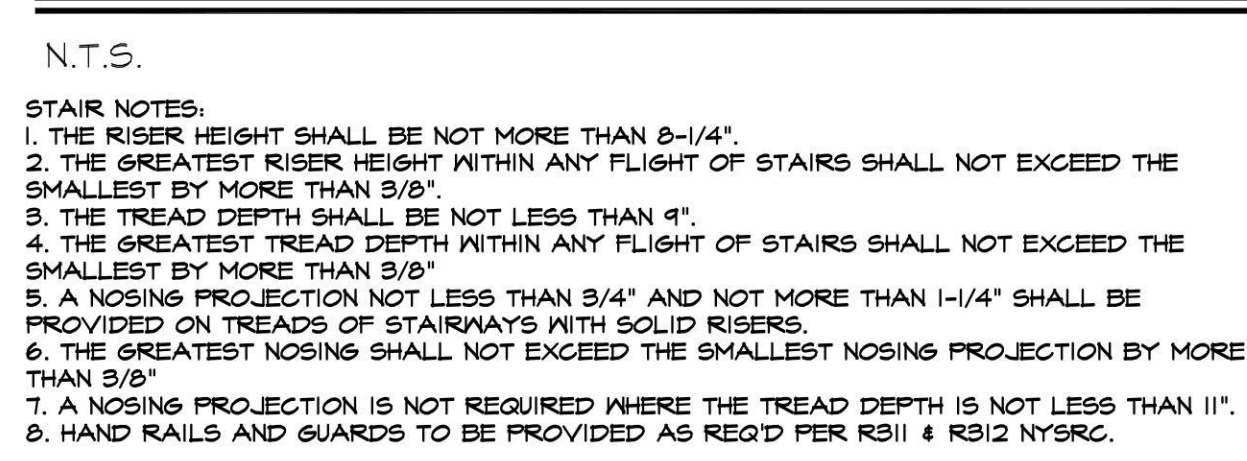 N.T.S.
STAIR NOTES:
1. THE RISER HEIGHT SHALL BE NOT MORE THAN 8-1/4".
2. THE GREATEST RISER HEIGHT WITHIN ANY FLIGHT OF STAIRS SHALL NOT EXCEED THE
SMALLEST BY MORE THAN 3/8".
3. THE TREAD DEPTH SHALL BE NOT LESS THAN 9".
4. THE GREATEST TREAD DEPTH WITHIN ANY FLIGHT OF STAIRS SHALL NOT EXCEED THE
SMALLEST BY MORE THAN 3/8"
5. A NOSING PROJECTION NOT LESS THAN 3/4" AND NOT MORE THAN 1-1/4" SHALL BE
PROVIDED ON TREADS OF STAIRWAYS WITH SOLID RISERS.
6. THE GREATEST NOSING SHALL NOT EXCEED THE SMALLEST NOSING PROJECTION BY MORE
THAN 3/8"
7. A NOSING PROJECTION IS NOT REQUIRED WHERE THE TREAD DEPTH IS NOT LESS THAN 11".
8. HAND RAILS AND GUARDS TO BE PROVIDED AS REQ'D PER R311 & R312 NYSRC.